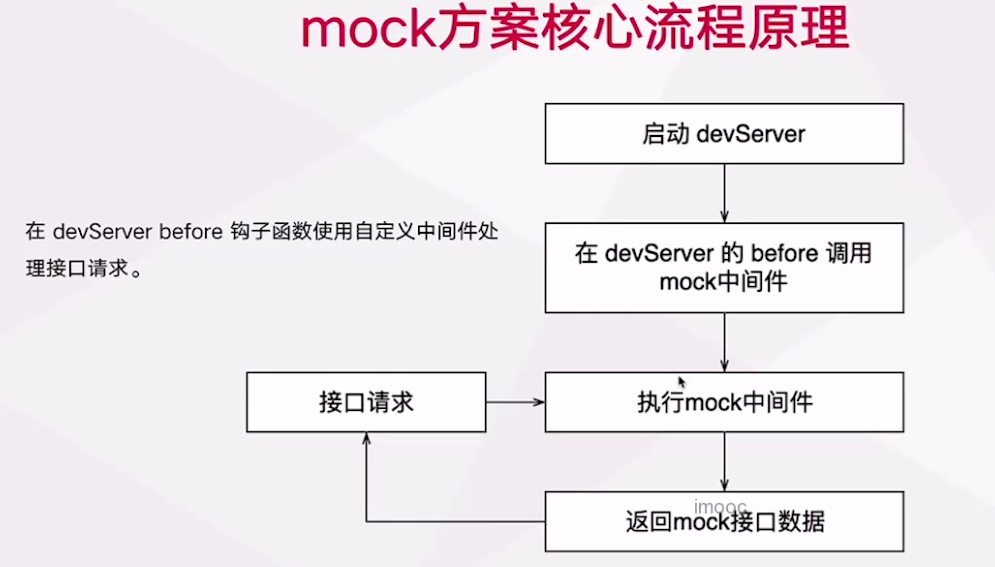 mock方案核心流程原理
启动 devServer
在 devServer before 钩子函数使用自定义中间件处
理接口请求。
在 devServer 的 before 调用
mock中间件
接口请求
执行mock中间件
imooc
返回mock接口数据